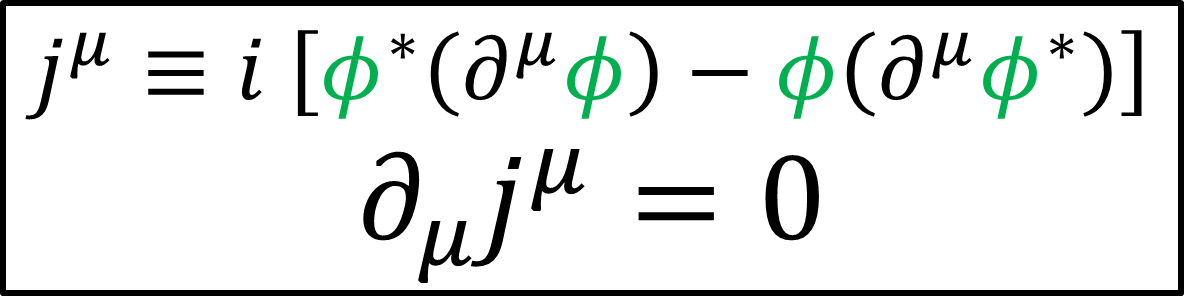 j^μ ≡ i [ϕ*(∂^μϕ) − ϕ(∂^μϕ*)]
∂_μj^μ = 0